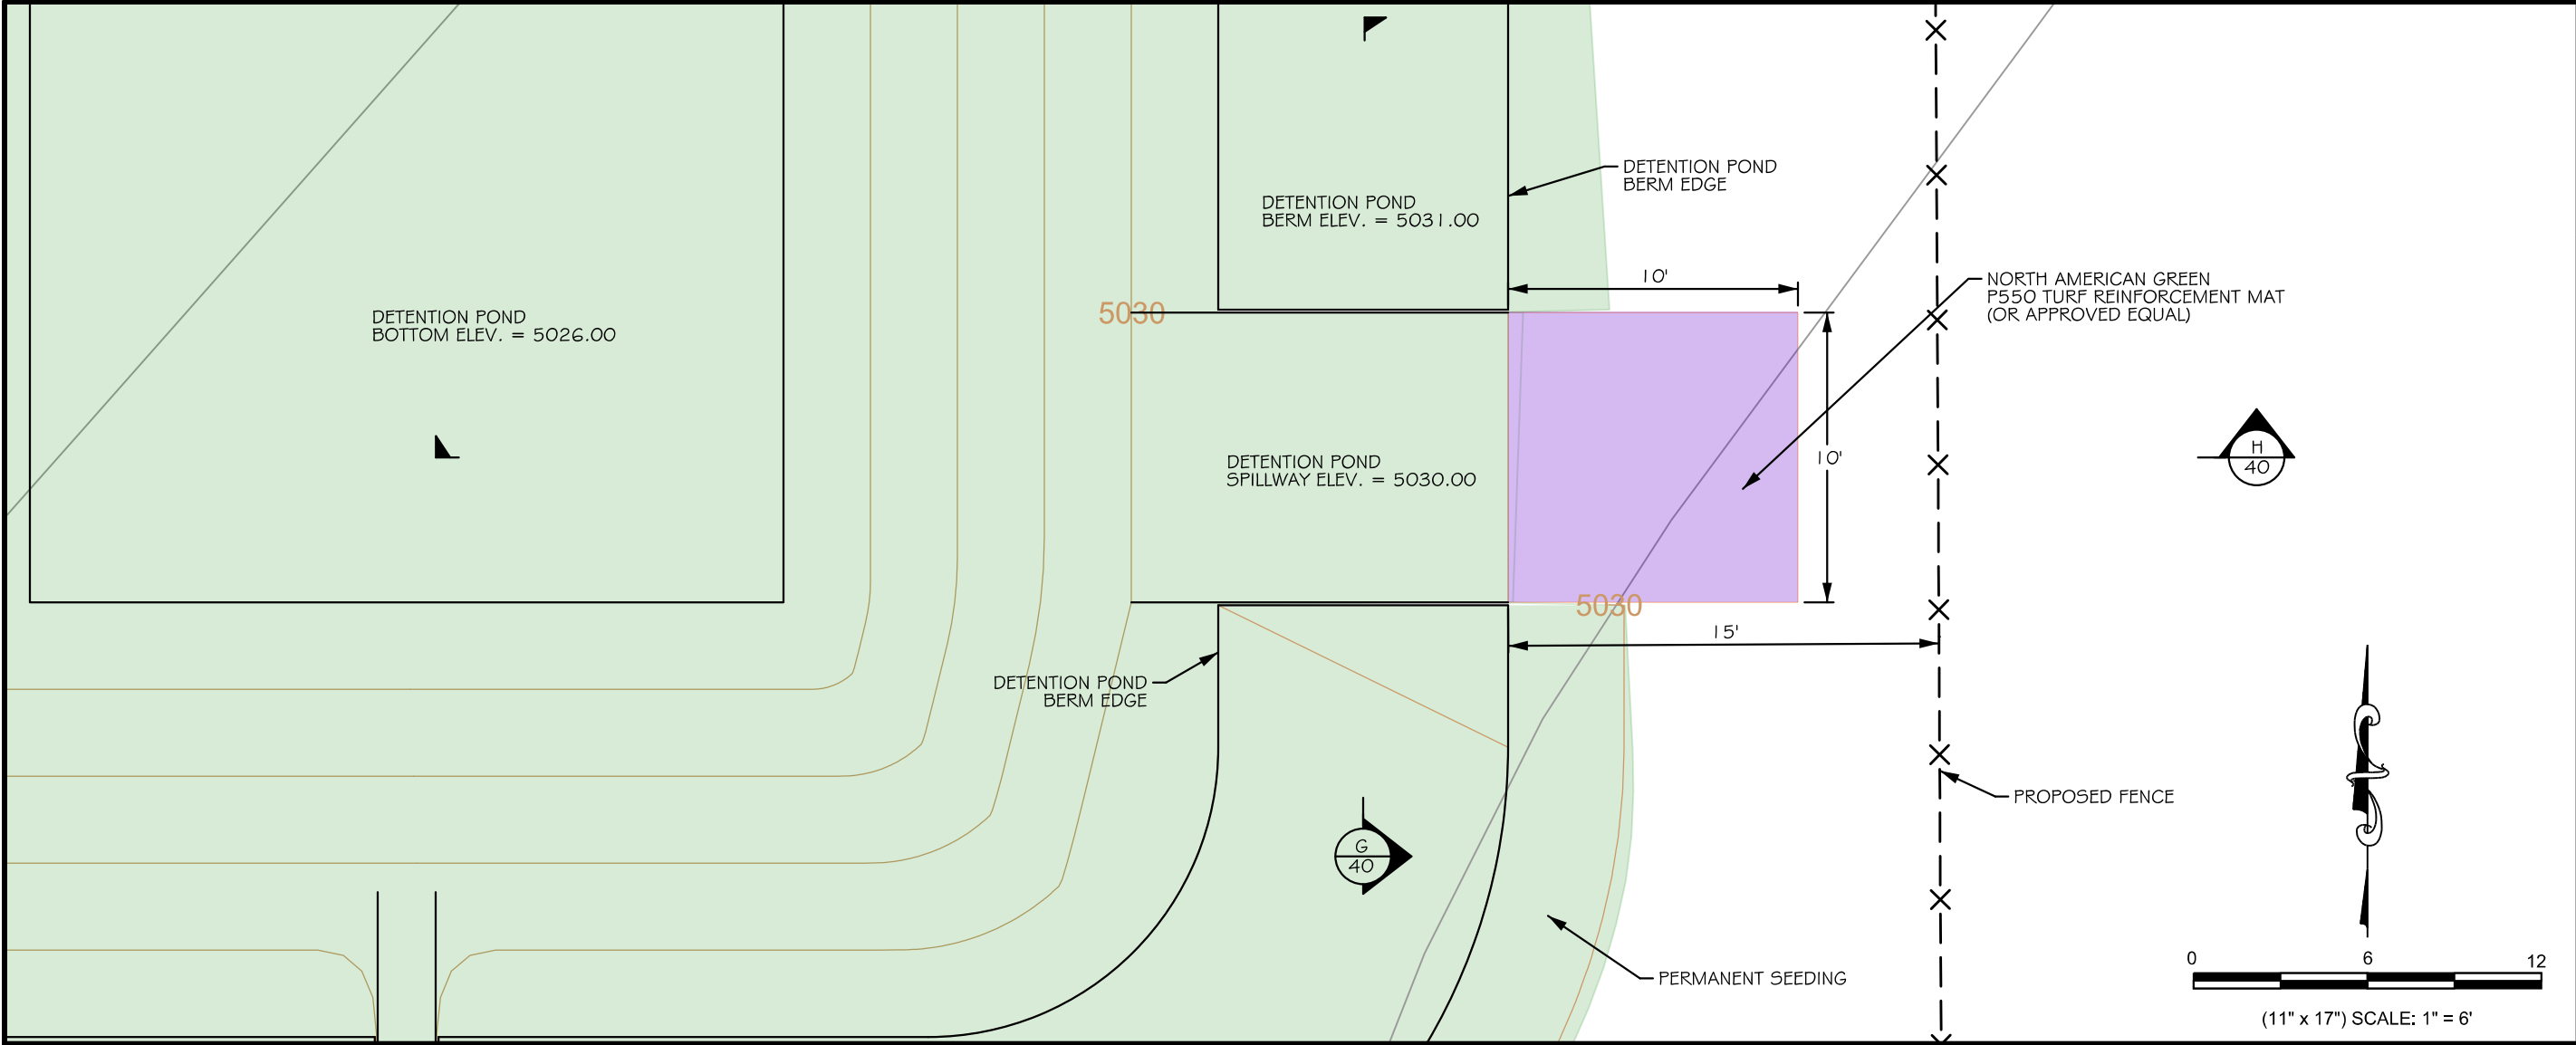 DETENTION POND
BERM EDGE
DETENTION POND
BERM ELEV. = 5031.00
10'
NORTH AMERICAN GREEN
P550 TURF REINFORCEMENT MAT
(OR APPROVED EQUAL)
5030
DETENTION POND
BOTTOM ELEV. = 5026.00
DETENTION POND
SPILLWAY ELEV. = 5030.00
10'
H
40
5030
15'
DETENTION POND
BERM EDGE
PROPOSED FENCE
G
40
PERMANENT SEEDING
0 6 12
(11" x 17") SCALE: 1" = 6'